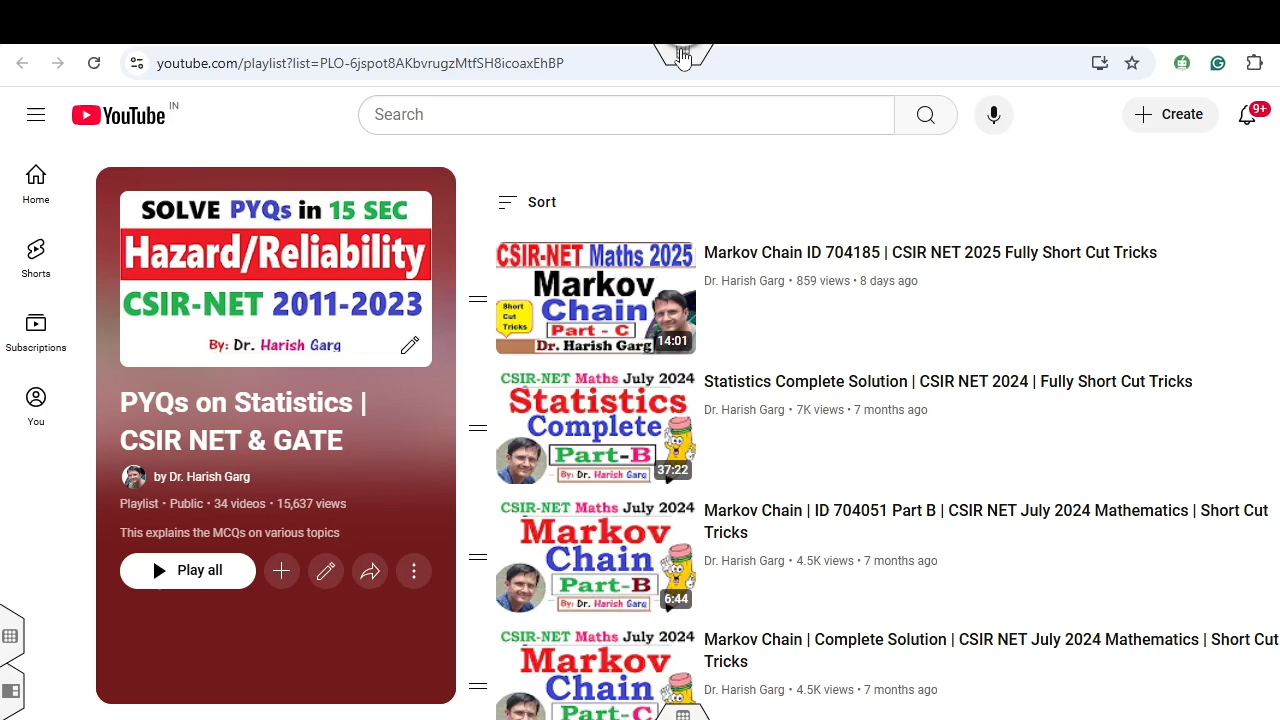 youtube.com/playlist?list=PLO-6jspot8AKbvrugzMtfSH8icoaxEhBP
YouTube IN
Search
Create
9+
Home
Shorts
Subscriptions
You
SOLVE PYQs in 15 SEC
Hazard/Reliability
CSIR-NET 2011-2023
By: Dr. Harish Garg
PYQs on Statistics |
CSIR NET & GATE
by Dr. Harish Garg
Playlist • Public • 34 videos • 15,637 views
This explains the MCQs on various topics
Play all
Sort
CSIR-NET Maths 2025
Markov
Chain
Short
Cut
Tricks
Part - C
Dr. Harish Garg
14:01
Markov Chain ID 704185 | CSIR NET 2025 Fully Short Cut Tricks
Dr. Harish Garg • 859 views • 8 days ago
CSIR-NET Maths July 2024
Statistics
Complete
Part-B
By: Dr. Harish Garg
37:22
Statistics Complete Solution | CSIR NET 2024 | Fully Short Cut Tricks
Dr. Harish Garg • 7K views • 7 months ago
CSIR-NET Maths July 2024
Markov
Chain
Part-B
By: Dr. Harish Garg
6:44
Markov Chain | ID 704051 Part B | CSIR NET July 2024 Mathematics | Short Cut
Tricks
Dr. Harish Garg • 4.5K views • 7 months ago
CSIR-NET Maths July 2024
Markov
Chain
Part-C
Markov Chain | Complete Solution | CSIR NET July 2024 Mathematics | Short Cut
Tricks
Dr. Harish Garg • 4.5K views • 7 months ago